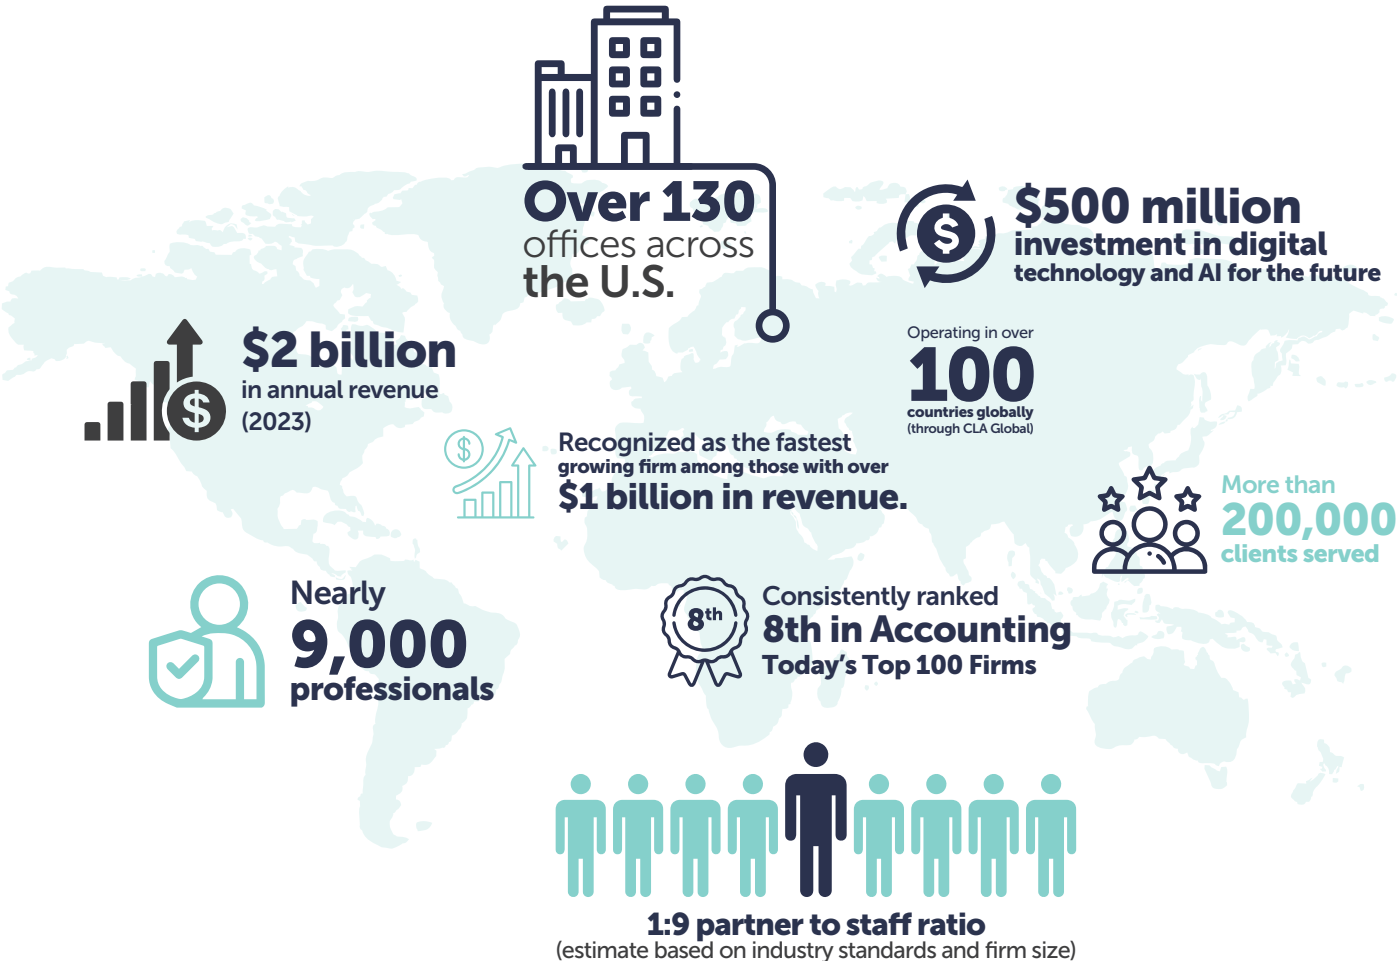 Over 130
offices across
the U.S.
$
$500 million
investment in digital
technology and AI for the future
$
$2 billion
in annual revenue
(2023)
Operating in over
100
countries globally
(through CLA Global)
$
Recognized as the fastest
growing firm among those with over
$1 billion in revenue.
More than
200,000
clients served
Nearly
9,000
professionals
8th
Consistently ranked
8th in Accounting
Today’s Top 100 Firms
1:9 partner to staff ratio
(estimate based on industry standards and firm size)